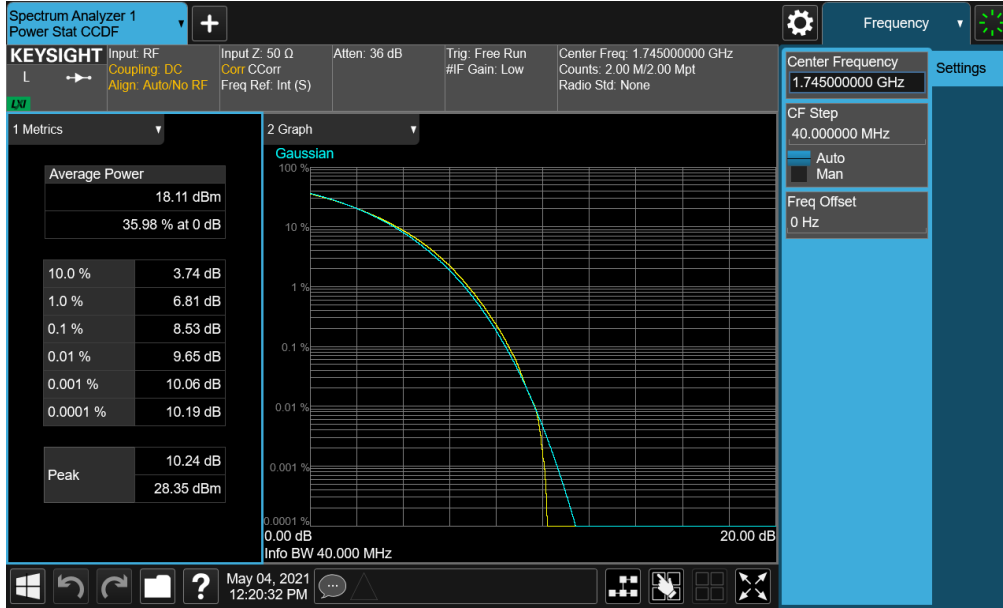 Spectrum Analyzer 1
Power Stat CCDF
+
Frequency
KEYSIGHT
L
LXI
Input: RF
Coupling: DC
Align: Auto/No RF
Input Z: 50 Ω
Corr CCorr
Freq Ref: Int (S)
Atten: 36 dB
Trig: Free Run
#IF Gain: Low
Center Freq: 1.745000000 GHz
Counts: 2.00 M/2.00 Mpt
Radio Std: None
Center Frequency
1.745000000 GHz
Settings
CF Step
40.000000 MHz
Auto
Man
Freq Offset
0 Hz
1 Metrics
Average Power
18.11 dBm
35.98 % at 0 dB
10.0 % 3.74 dB
1.0 % 6.81 dB
0.1 % 8.53 dB
0.01 % 9.65 dB
0.001 % 10.06 dB
0.0001 % 10.19 dB
Peak 10.24 dB
28.35 dBm
2 Graph
Gaussian
100 %
10 %
1 %
0.1 %
0.01 %
0.001 %
0.0001 %
0.00 dB 20.00 dB
Info BW 40.000 MHz
?
May 04, 2021
12:20:32 PM